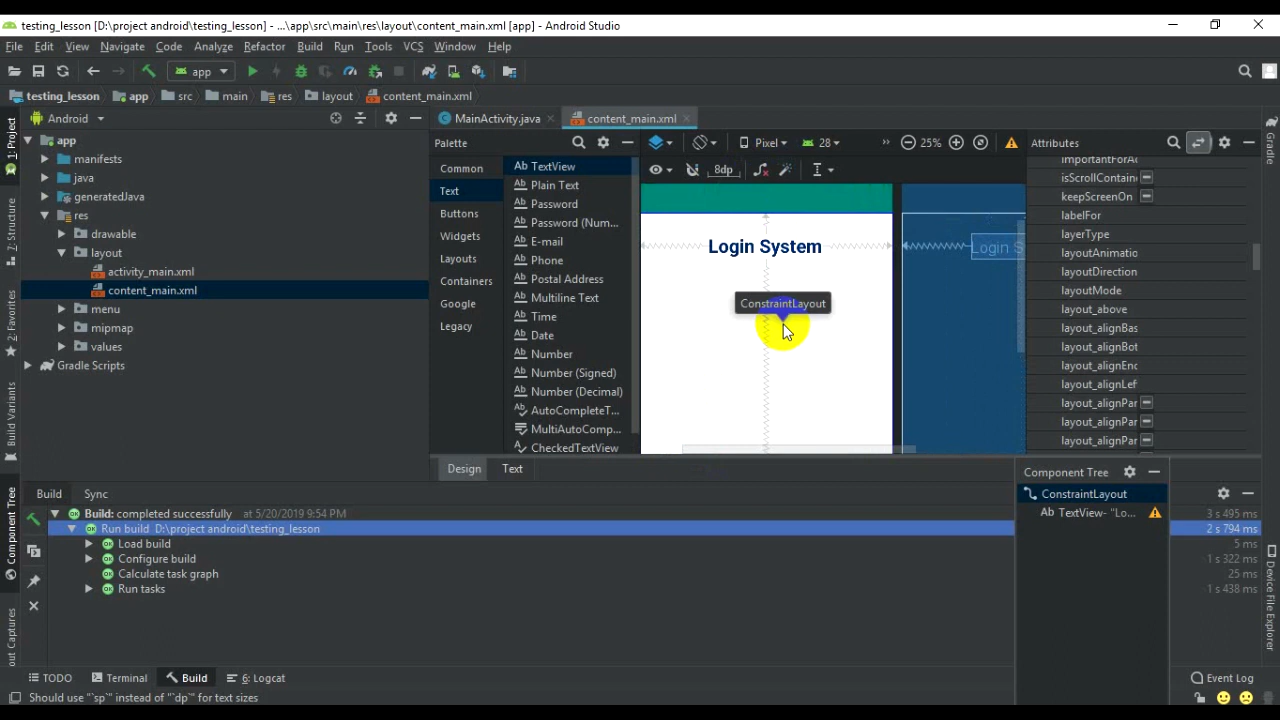 testing_lesson [D:\project android\testing_lesson] - ...\app\src\main\res\layout\content_main.xml [app] - Android Studio
File Edit View Navigate Code Analyze Refactor Build Run Tools VCS Window Help
app
testing_lesson app src main res layout content_main.xml
1: Project
7: Structure
2: Favorites
Build Variants
Component Tree
out Captures
Android
app
manifests
java
generatedJava
res
drawable
layout
activity_main.xml
content_main.xml
menu
mipmap
values
Gradle Scripts
MainActivity.java content_main.xml
Palette
Common
Text
Buttons
Widgets
Layouts
Containers
Google
Legacy
Ab TextView
Ab Plain Text
Ab Password
Ab Password (Num...
Ab E-mail
Ab Phone
Ab Postal Address
Ab Multiline Text
Ab Time
Ab Date
Ab Number
Ab Number (Signed)
Ab Number (Decimal)
AutoCompleteT...
MultiAutoComp...
CheckedTextView
Pixel 28 » 25%
8dp
Login System
Login S
ConstraintLayout
Attributes
importantForAc
isScrollContain
keepScreenOn
labelFor
layerType
layoutAnimatio
layoutDirection
layoutMode
layout_above
layout_alignBas
layout_alignBot
layout_alignEnd
layout_alignLef
layout_alignPar
layout_alignPar
layout_alignPar
Gradle
Device File Explorer
Design Text
Component Tree
ConstraintLayout
Ab TextView- "Lo...
Build Sync
Build: completed successfully at 5/20/2019 9:54 PM 3 s 495 ms
Run build D:\project android\testing_lesson 2 s 794 ms
Load build 5 ms
Configure build 1 s 322 ms
Calculate task graph 25 ms
Run tasks 1 s 438 ms
TODO Terminal Build 6: Logcat Event Log
Should use "`sp`" instead of "`dp`" for text sizes